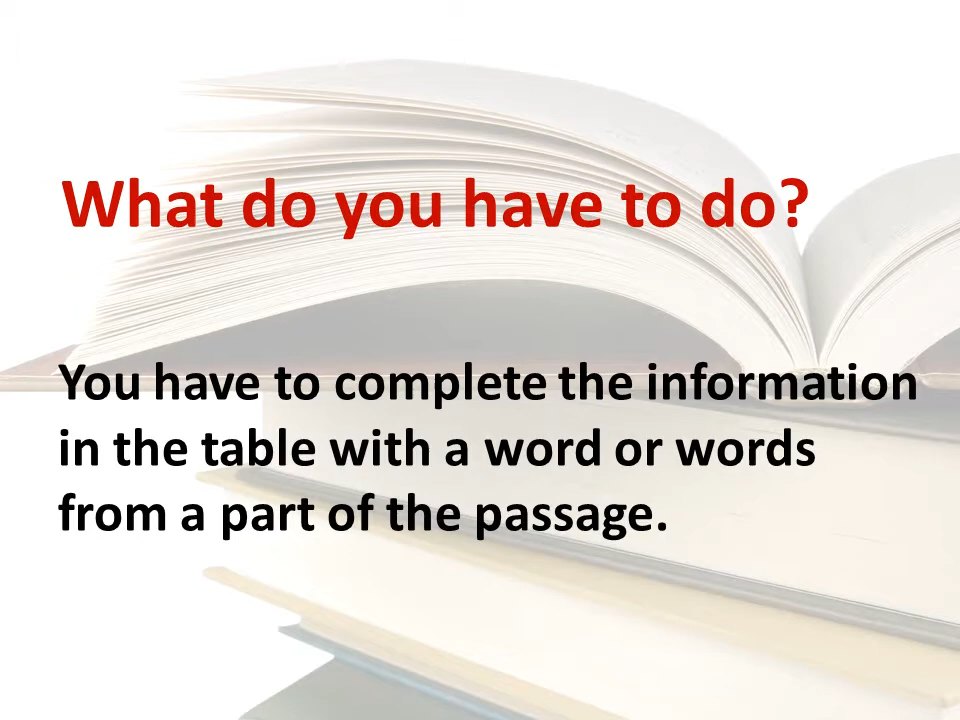 What do you have to do?
You have to complete the information
in the table with a word or words
from a part of the passage.